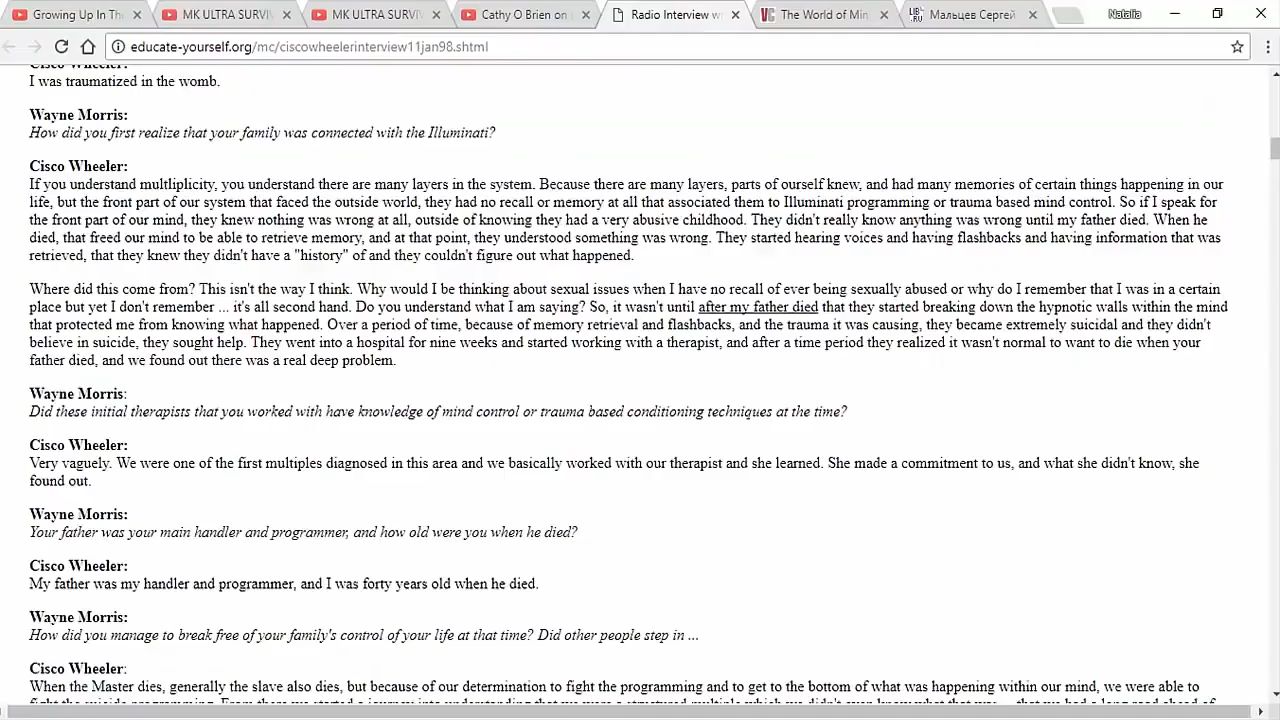 Growing Up In Th
MK ULTRA SURVI
MK ULTRA SURVI
Cathy O Brien on
Radio Interview w
The World of Min
Мальцев Сергей
Natalia
educate-yourself.org/mc/ciscowheelerinterview11jan98.shtml
Cisco Wheeler:
I was traumatized in the womb.
Wayne Morris:
How did you first realize that your family was connected with the Illuminati?
Cisco Wheeler:
If you understand multliplicity, you understand there are many layers in the system. Because there are many layers, parts of ourself knew, and had many memories of certain things happening in our
life, but the front part of our system that faced the outside world, they had no recall or memory at all that associated them to Illuminati programming or trauma based mind control. So if I speak for
the front part of our mind, they knew nothing was wrong at all, outside of knowing they had a very abusive childhood. They didn't really know anything was wrong until my father died. When he
died, that freed our mind to be able to retrieve memory, and at that point, they understood something was wrong. They started hearing voices and having flashbacks and having information that was
retrieved, that they knew they didn't have a "history" of and they couldn't figure out what happened.
Where did this come from? This isn't the way I think. Why would I be thinking about sexual issues when I have no recall of ever being sexually abused or why do I remember that I was in a certain
place but yet I don't remember ... it's all second hand. Do you understand what I am saying? So, it wasn't until after my father died that they started breaking down the hypnotic walls within the mind
that protected me from knowing what happened. Over a period of time, because of memory retrieval and flashbacks, and the trauma it was causing, they became extremely suicidal and they didn't
believe in suicide, they sought help. They went into a hospital for nine weeks and started working with a therapist, and after a time period they realized it wasn't normal to want to die when your
father died, and we found out there was a real deep problem.
Wayne Morris:
Did these initial therapists that you worked with have knowledge of mind control or trauma based conditioning techniques at the time?
Cisco Wheeler:
Very vaguely. We were one of the first multiples diagnosed in this area and we basically worked with our therapist and she learned. She made a commitment to us, and what she didn't know, she
found out.
Wayne Morris:
Your father was your main handler and programmer, and how old were you when he died?
Cisco Wheeler:
My father was my handler and programmer, and I was forty years old when he died.
Wayne Morris:
How did you manage to break free of your family's control of your life at that time? Did other people step in ...
Cisco Wheeler:
When the Master dies, generally the slave also dies, but because of our determination to fight the programming and to get to the bottom of what was happening within our mind, we were able to